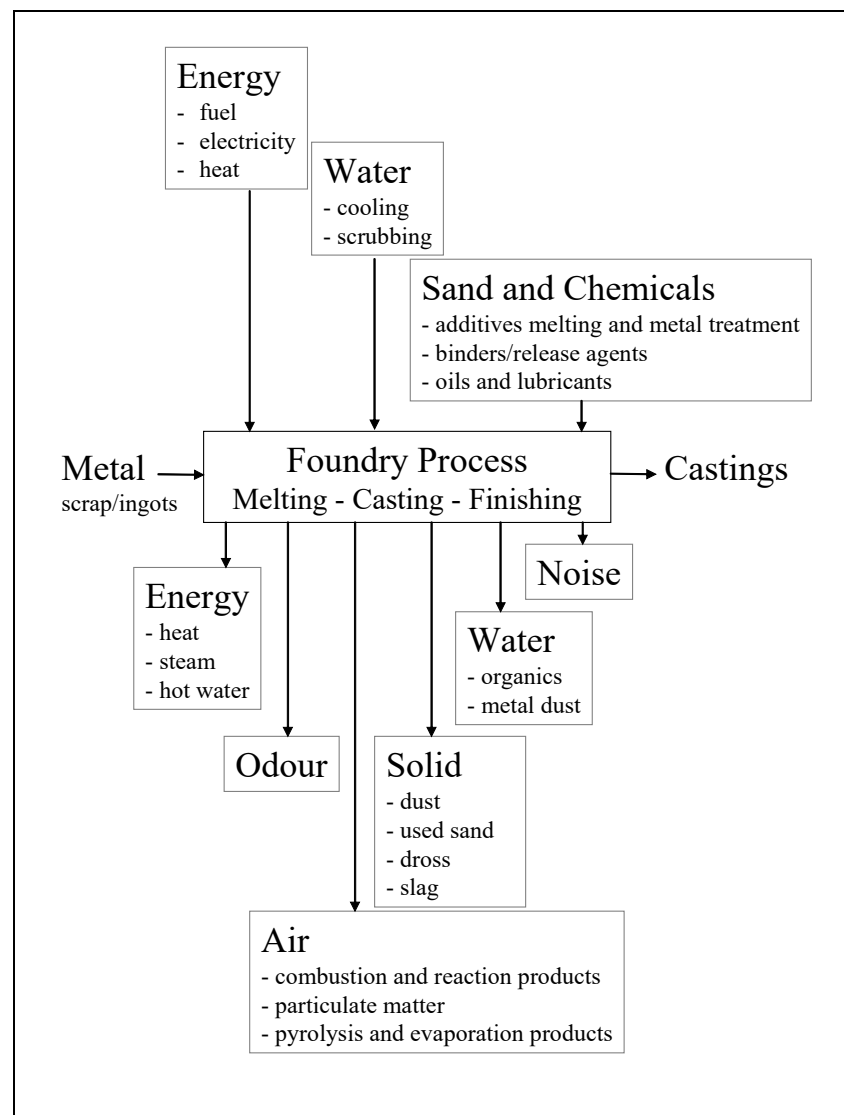 Energy
- fuel
- electricity
- heat
Water
- cooling
- scrubbing
Sand and Chemicals
- additives melting and metal treatment
- binders/release agents
- oils and lubricants
Metal
scrap/ingots
Foundry Process
Melting - Casting - Finishing
Castings
Energy
- heat
- steam
- hot water
Noise
Water
- organics
- metal dust
Odour
Solid
- dust
- used sand
- dross
- slag
Air
- combustion and reaction products
- particulate matter
- pyrolysis and evaporation products